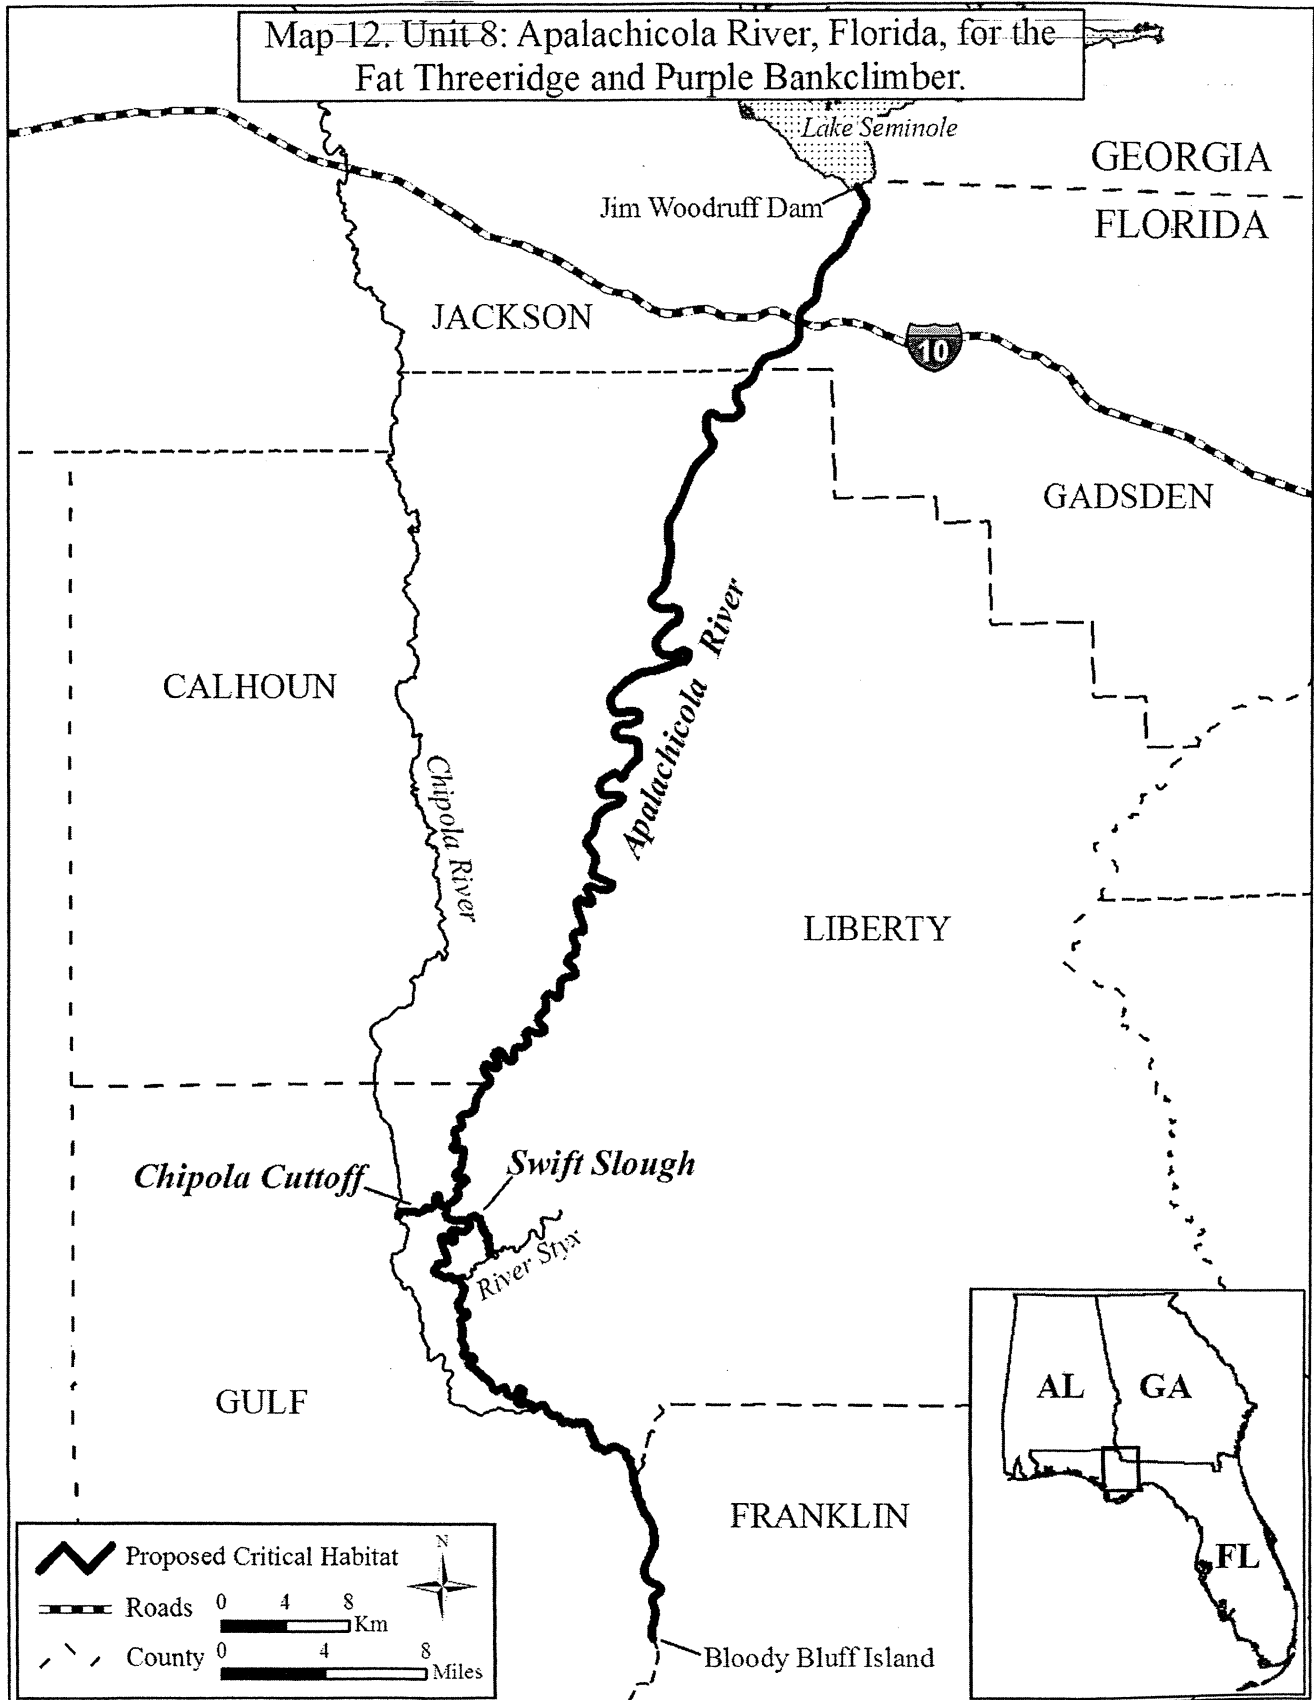 Map 12. Unit 8: Apalachicola River, Florida, for the
Fat Threeridge and Purple Bankclimber.
Lake Seminole
GEORGIA
Jim Woodruff Dam
FLORIDA
JACKSON
10
GADSDEN
Apalachicola River
CALHOUN
Chipola River
LIBERTY
Chipola Cuttoff
Swift Slough
River Styx
GULF
FRANKLIN
Bloody Bluff Island
Proposed Critical Habitat
N
Roads
0 4 8
Km
County
0 4 8
Miles
AL
GA
FL